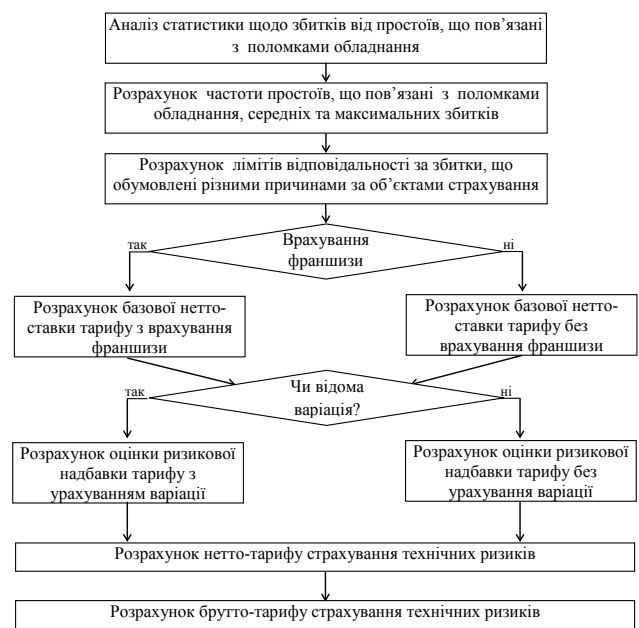 Аналіз статистики щодо збитків від простоїв, що пов’язані
з поломками обладнання
Розрахунок частоти простоїв, що пов’язані з поломками
обладнання, середніх та максимальних збитків
Розрахунок лімітів відповідальності за збитки, що
обумовлені різними причинами за об’єктами страхування
так
Врахування
франшизи
ні
Розрахунок базової нетто-
ставки тарифу з врахування
франшизи
Розрахунок базової нетто-
ставки тарифу без
врахування франшизи
так
Чи відома
варіація?
ні
Розрахунок оцінки ризикової
надбавки тарифу з
урахуванням варіації
Розрахунок оцінки ризикової
надбавки тарифу без
урахування варіації
Розрахунок нетто-тарифу страхування технічних ризиків
Розрахунок брутто-тарифу страхування технічних ризиків